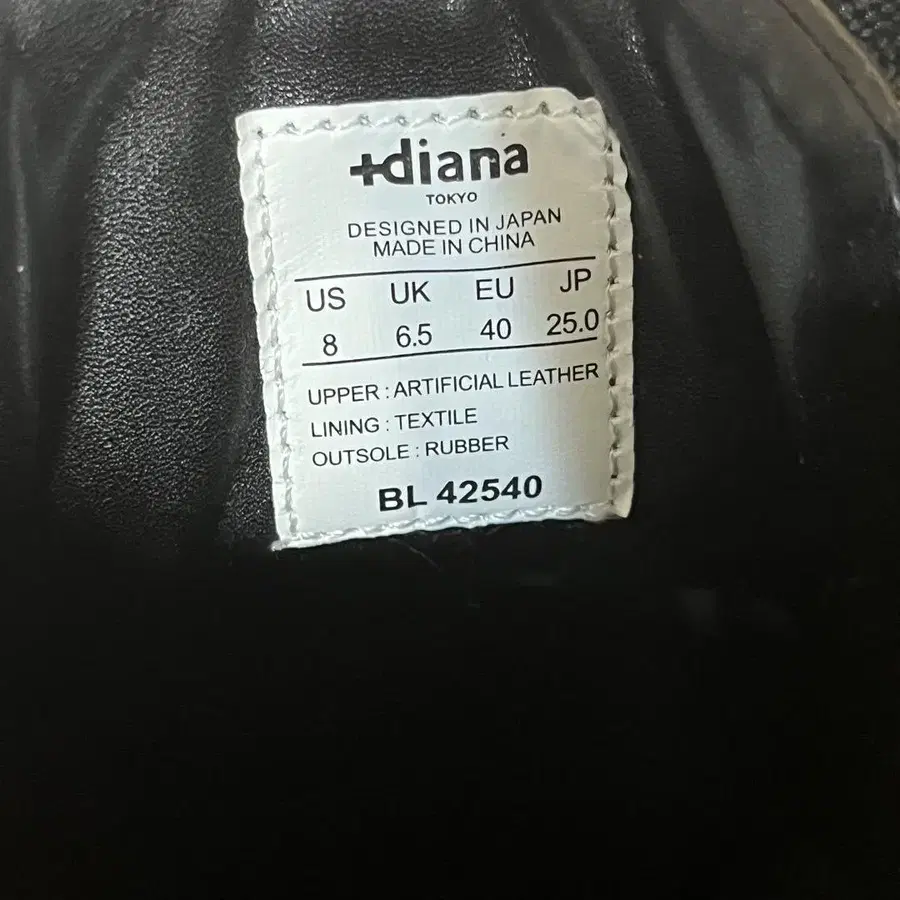 +diana
TOKYO
DESIGNED IN JAPAN
MADE IN CHINA
US UK EU JP
8 6.5 40 25.0
UPPER : ARTIFICIAL LEATHER
LINING : TEXTILE
OUTSOLE : RUBBER
BL 42540